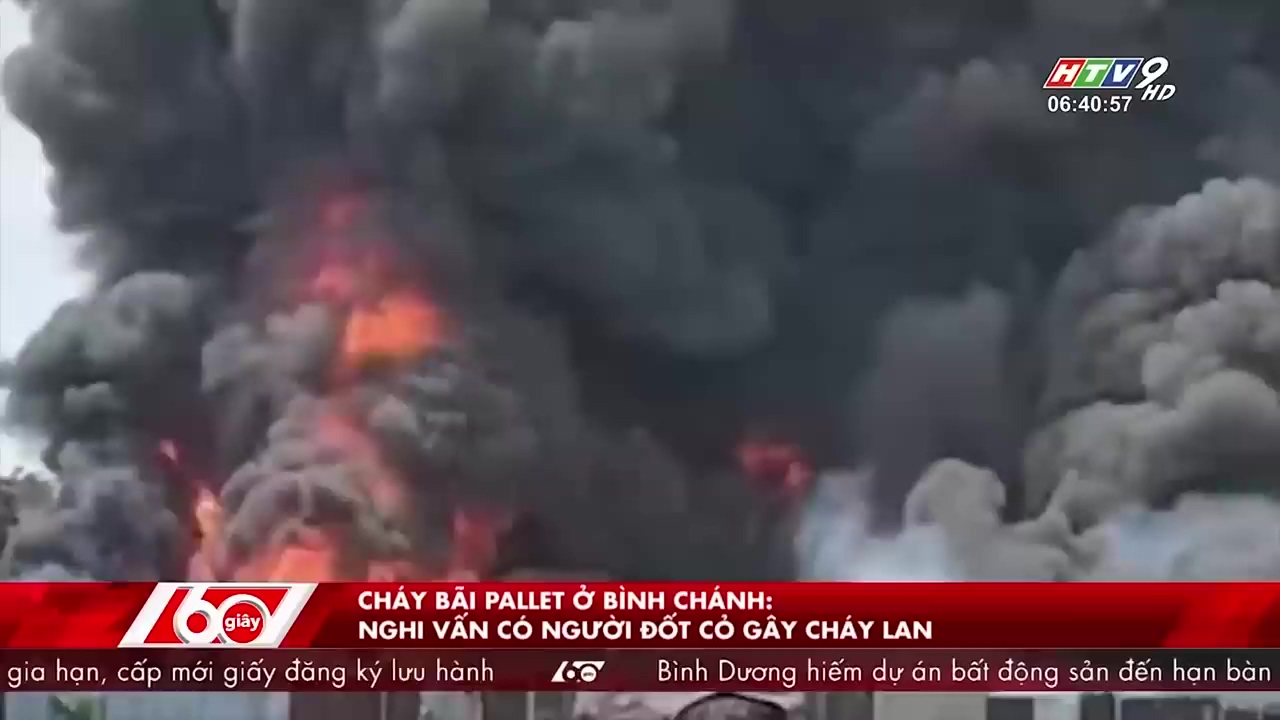 HTV9
HD
06:40:57
60 giây
CHÁY BÃI PALLET Ở BÌNH CHÁNH:
NGHI VẤN CÓ NGƯỜI ĐỐT CỎ GÂY CHÁY LAN
gia hạn, cấp mới giấy đăng ký lưu hành 60 Bình Dương hiếm dự án bất động sản đến hạn bàn